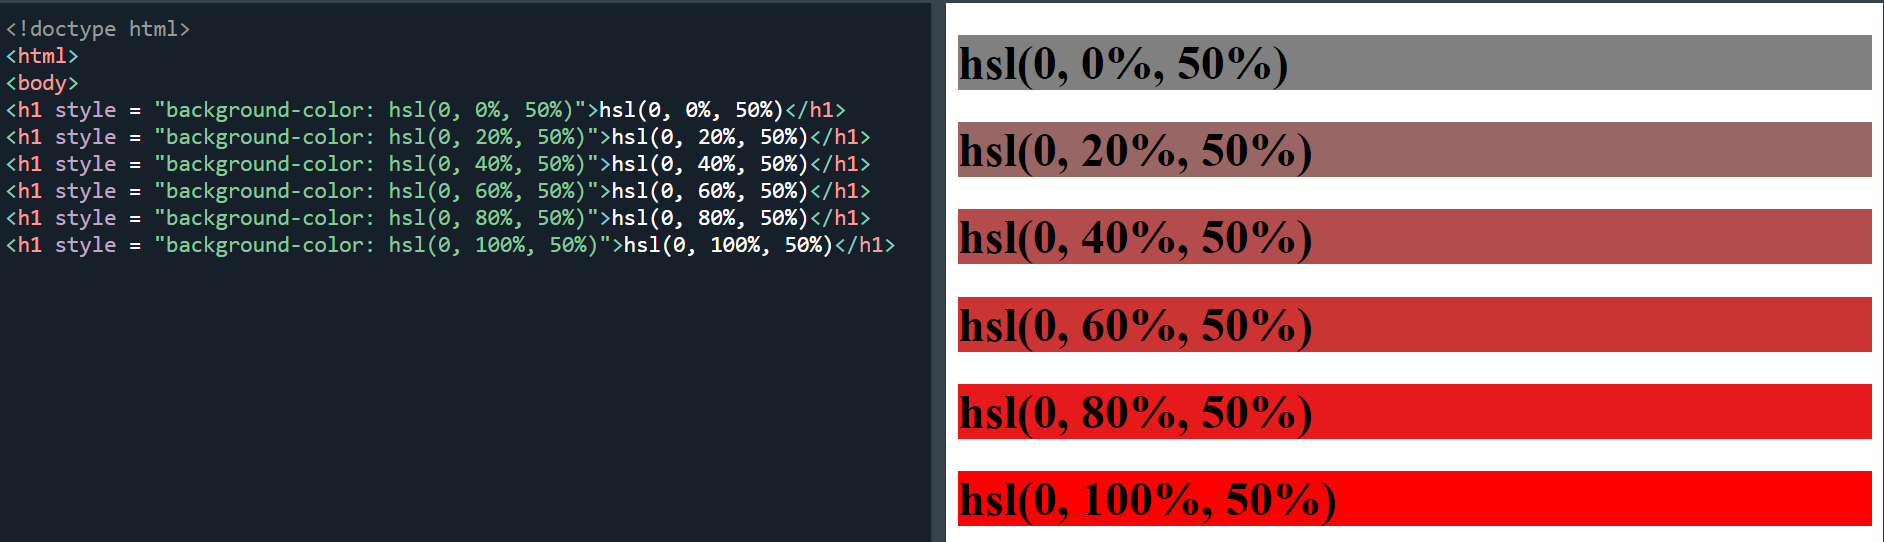 <!doctype html>
<html>
<body>
<h1 style = "background-color: hsl(0, 0%, 50%)">hsl(0, 0%, 50%)</h1>
<h1 style = "background-color: hsl(0, 20%, 50%)">hsl(0, 20%, 50%)</h1>
<h1 style = "background-color: hsl(0, 40%, 50%)">hsl(0, 40%, 50%)</h1>
<h1 style = "background-color: hsl(0, 60%, 50%)">hsl(0, 60%, 50%)</h1>
<h1 style = "background-color: hsl(0, 80%, 50%)">hsl(0, 80%, 50%)</h1>
<h1 style = "background-color: hsl(0, 100%, 50%)">hsl(0, 100%, 50%)</h1>
hsl(0, 0%, 50%)
hsl(0, 20%, 50%)
hsl(0, 40%, 50%)
hsl(0, 60%, 50%)
hsl(0, 80%, 50%)
hsl(0, 100%, 50%)